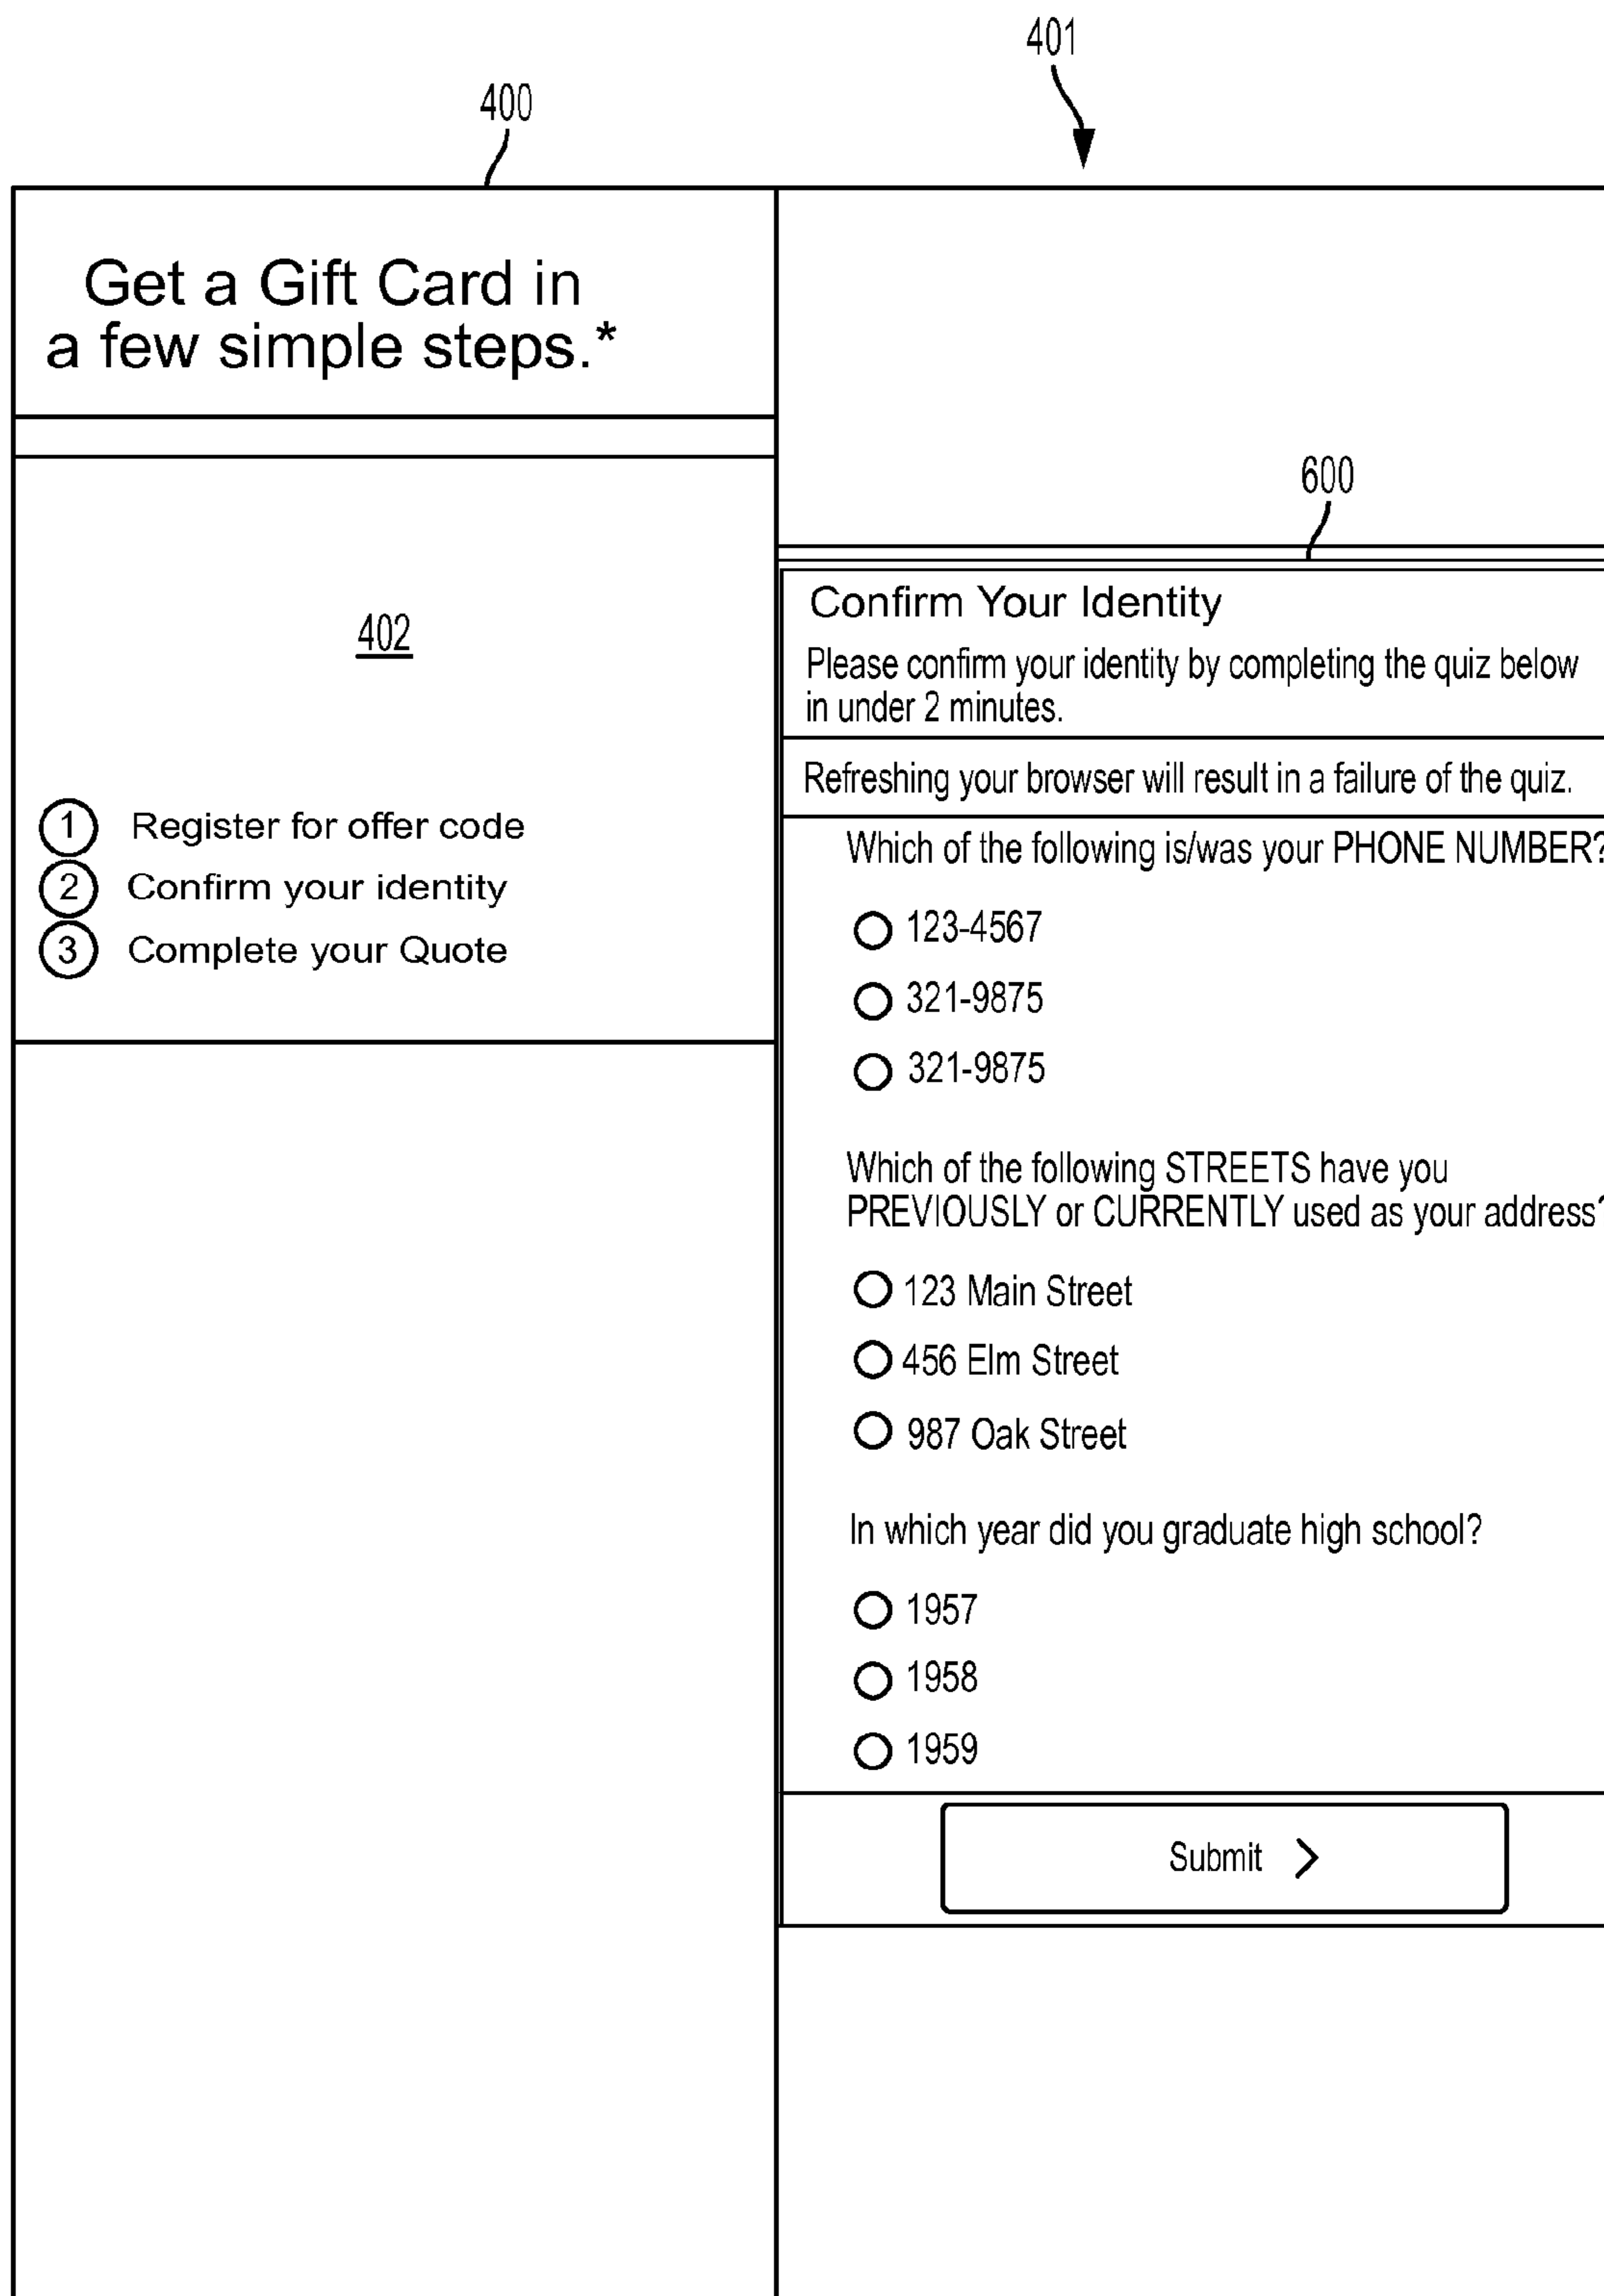 401
400
Get a Gift Card in
a few simple steps.*
402
1 Register for offer code
2 Confirm your identity
3 Complete your Quote
600
Confirm Your Identity
Please confirm your identity by completing the quiz below
in under 2 minutes.
Refreshing your browser will result in a failure of the quiz.
Which of the following is/was your PHONE NUMBER?
123-4567
321-9875
321-9875
Which of the following STREETS have you
PREVIOUSLY or CURRENTLY used as your address?
123 Main Street
456 Elm Street
987 Oak Street
In which year did you graduate high school?
1957
1958
1959
Submit >